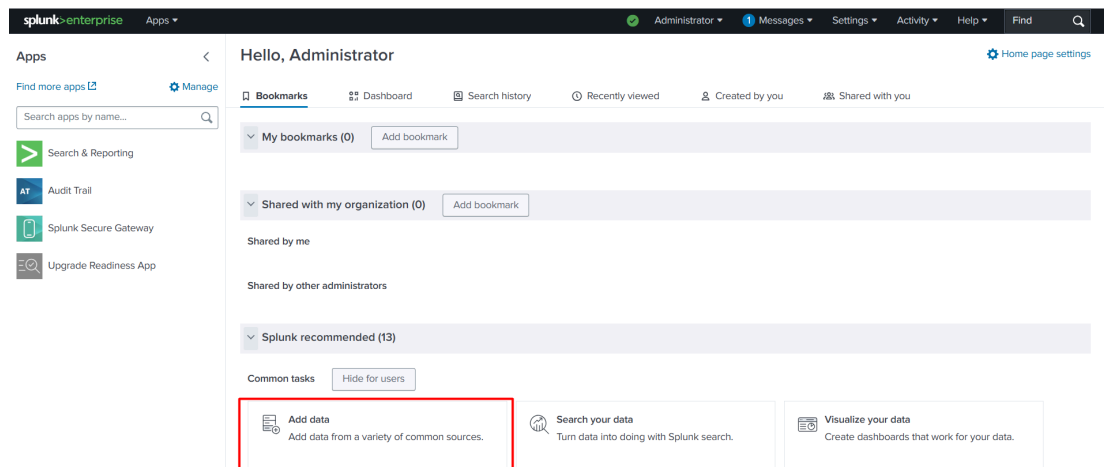 splunk>enterprise Apps Administrator 1 Messages Settings Activity Help Find
Apps
Find more apps Manage
Search apps by name...
Search & Reporting
AT Audit Trail
Splunk Secure Gateway
Upgrade Readiness App
Hello, Administrator Home page settings
Bookmarks Dashboard Search history Recently viewed Created by you Shared with you
My bookmarks (0) Add bookmark
Shared with my organization (0) Add bookmark
Shared by me
Shared by other administrators
Splunk recommended (13)
Common tasks Hide for users
Add data
Add data from a variety of common sources.
Search your data
Turn data into doing with Splunk search.
Visualize your data
Create dashboards that work for your data.